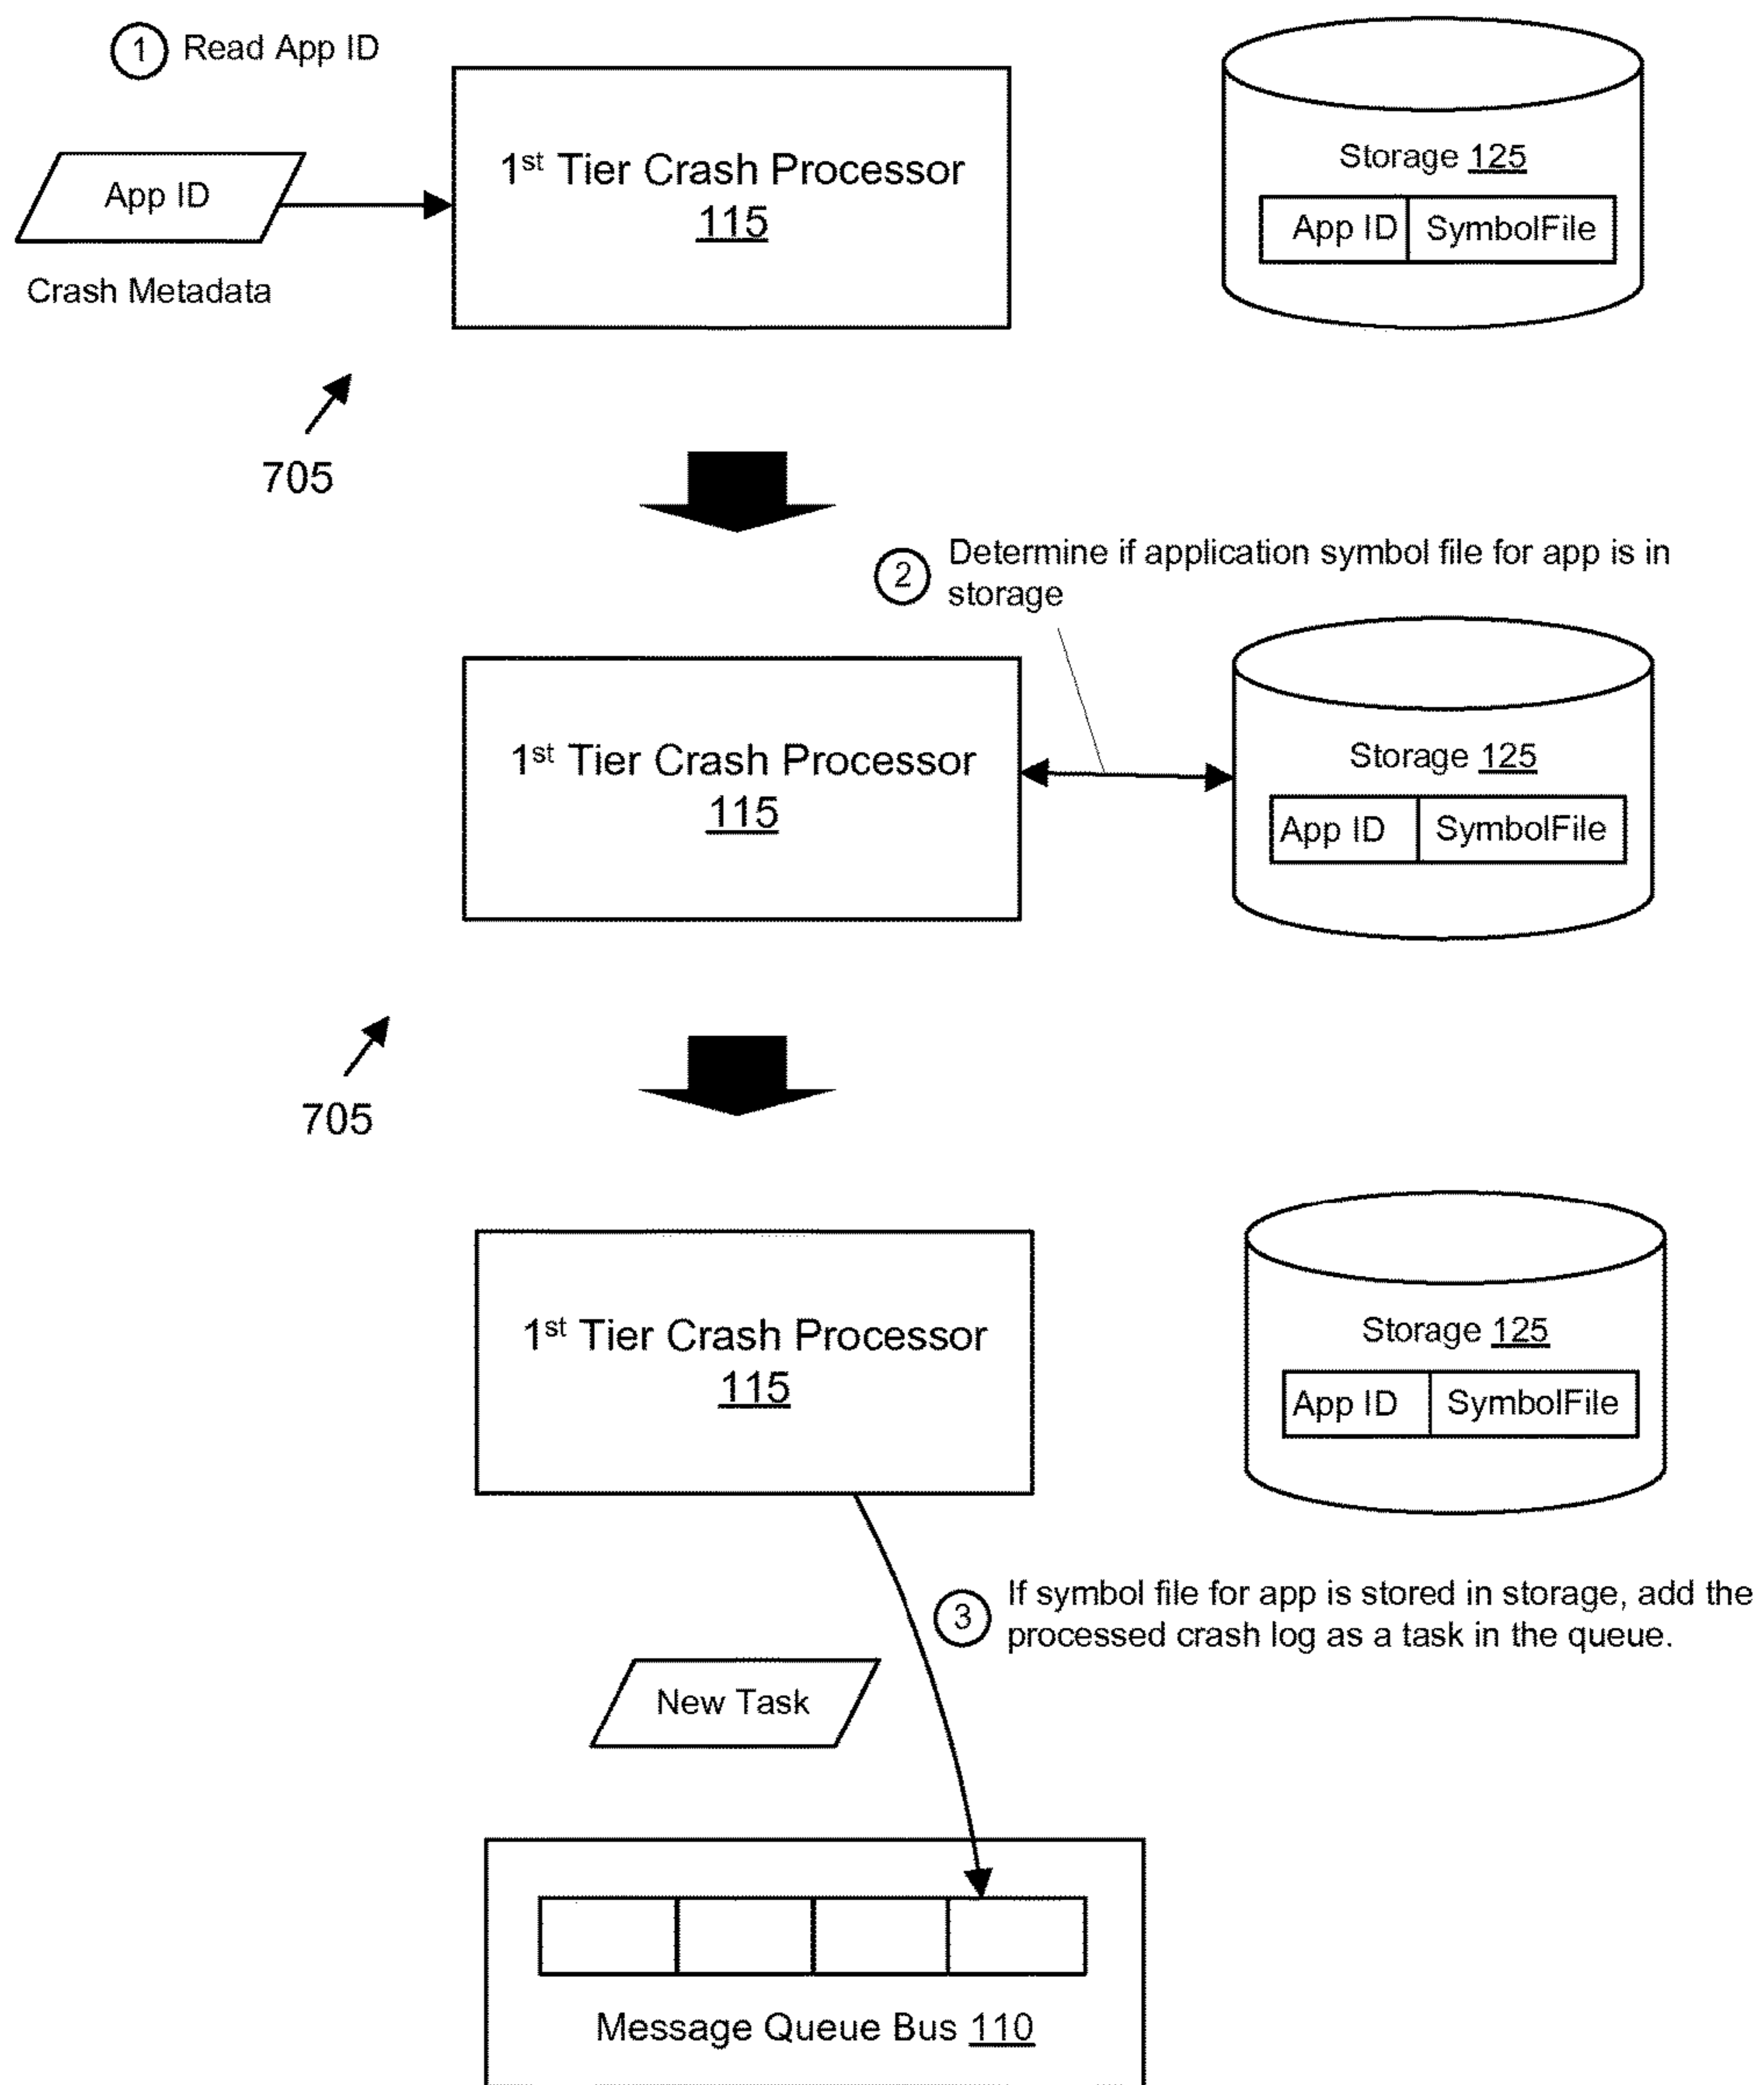 1 Read App ID
1st Tier Crash Processor
115
App ID
Crash Metadata
Storage 125
App ID SymbolFile
705
2 Determine if application symbol file for app is in
storage
1st Tier Crash Processor
115
Storage 125
App ID SymbolFile
705
1st Tier Crash Processor
115
Storage 125
App ID SymbolFile
3 If symbol file for app is stored in storage, add the
processed crash log as a task in the queue.
New Task
Message Queue Bus 110